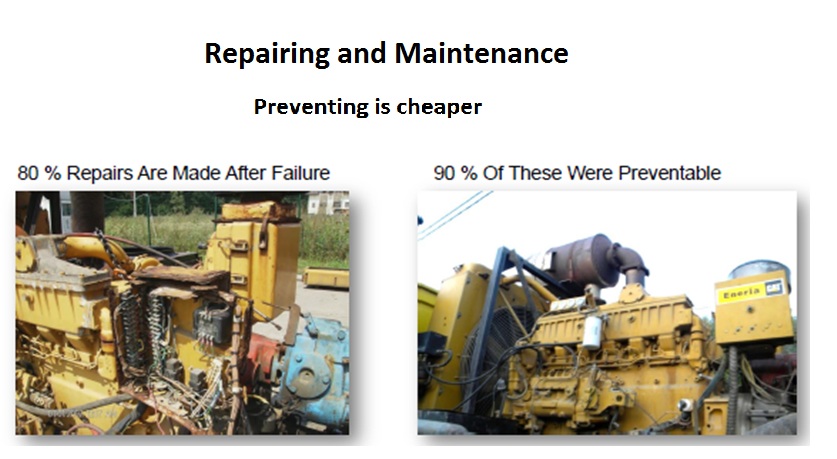 Repairing and Maintenance
Preventing is cheaper
80 % Repairs Are Made After Failure
90 % Of These Were Preventable
Eneria CAT